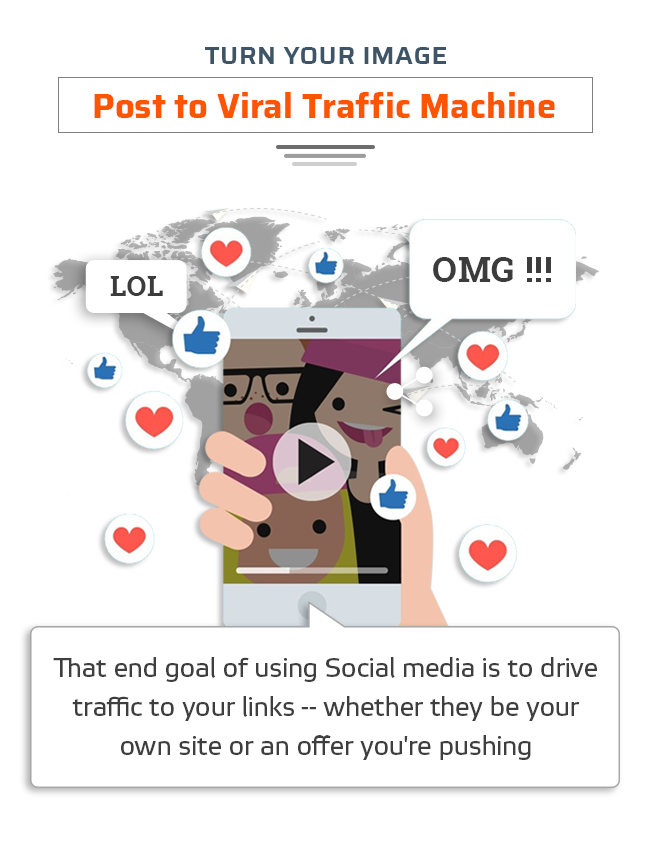 TURN YOUR IMAGE
Post to Viral Traffic Machine
LOL
OMG !!!
That end goal of using Social media is to drive
traffic to your links -- whether they be your
own site or an offer you're pushing